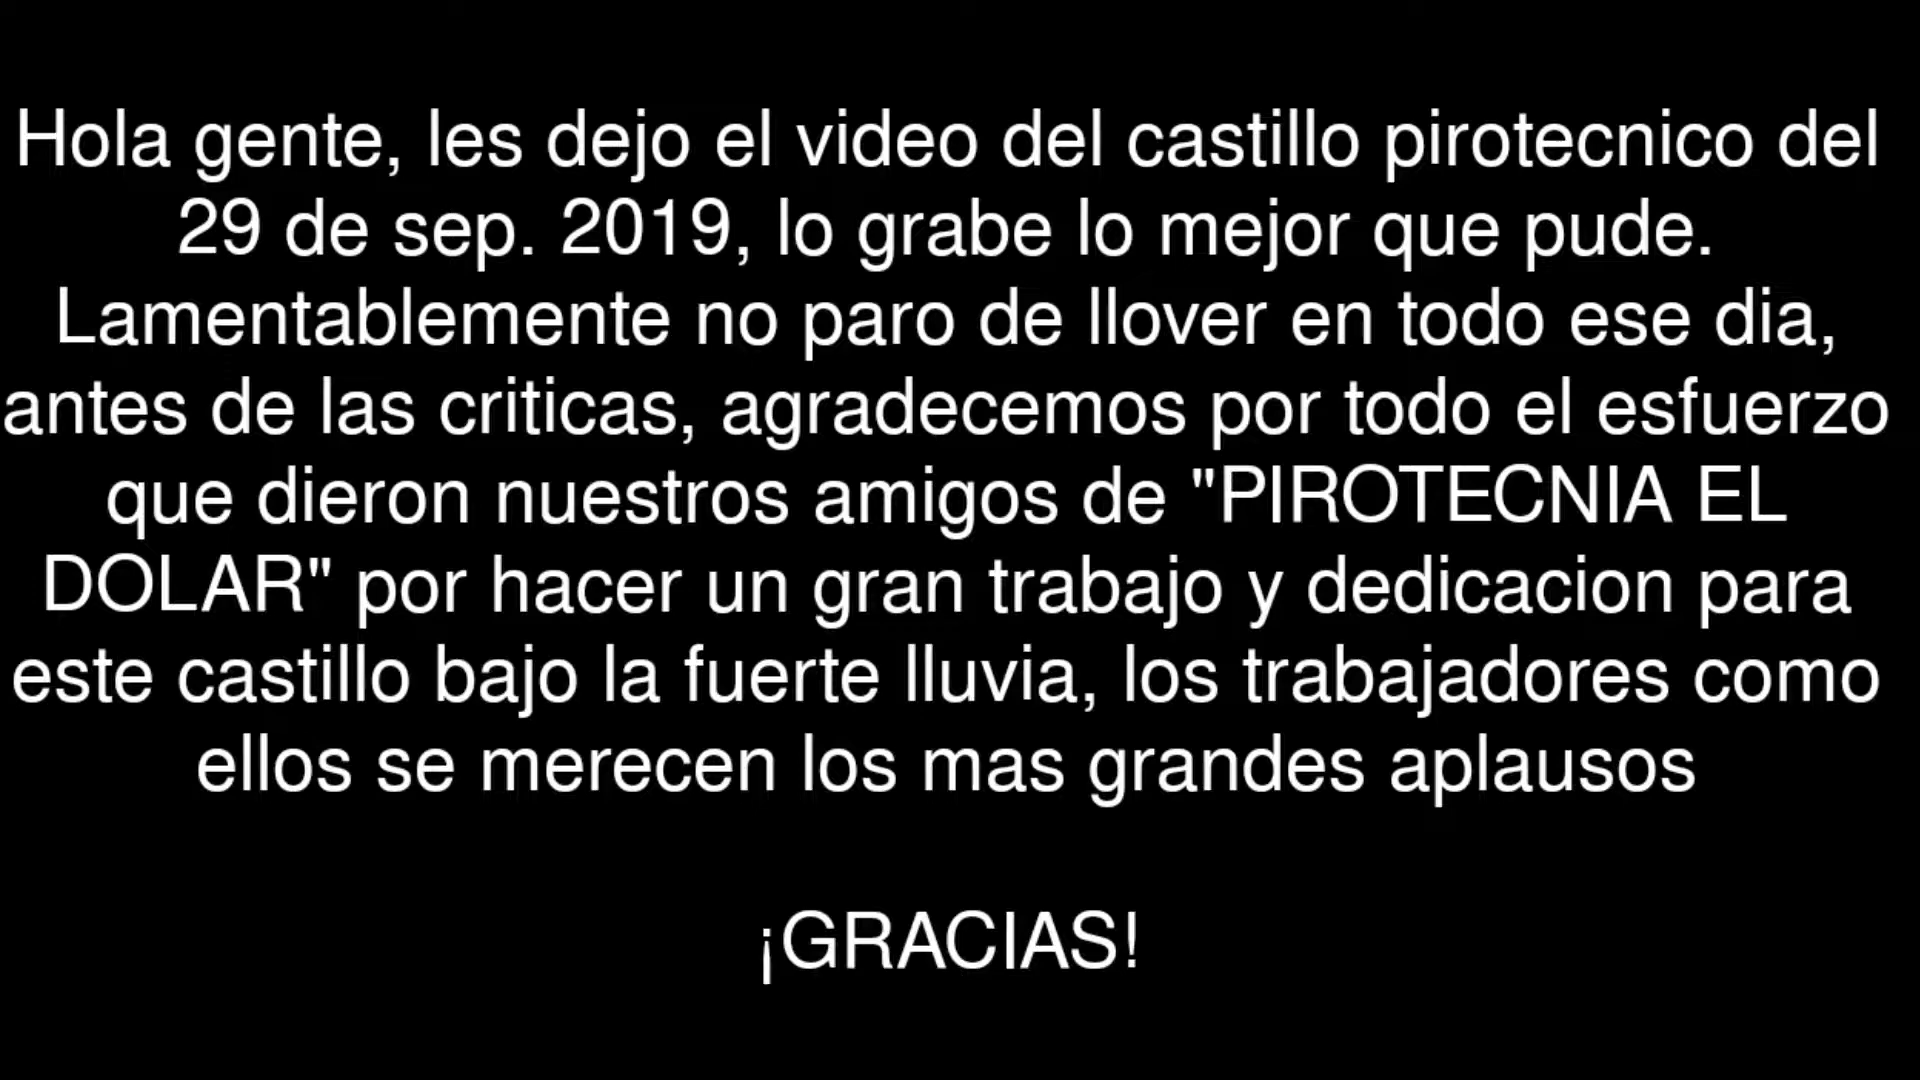 Hola gente, les dejo el video del castillo pirotecnico del
29 de sep. 2019, lo grabe lo mejor que pude.
Lamentablemente no paro de llover en todo ese dia,
antes de las criticas, agradecemos por todo el esfuerzo
que dieron nuestros amigos de "PIROTECNIA EL
DOLAR" por hacer un gran trabajo y dedicacion para
este castillo bajo la fuerte lluvia, los trabajadores como
ellos se merecen los mas grandes aplausos
¡GRACIAS!